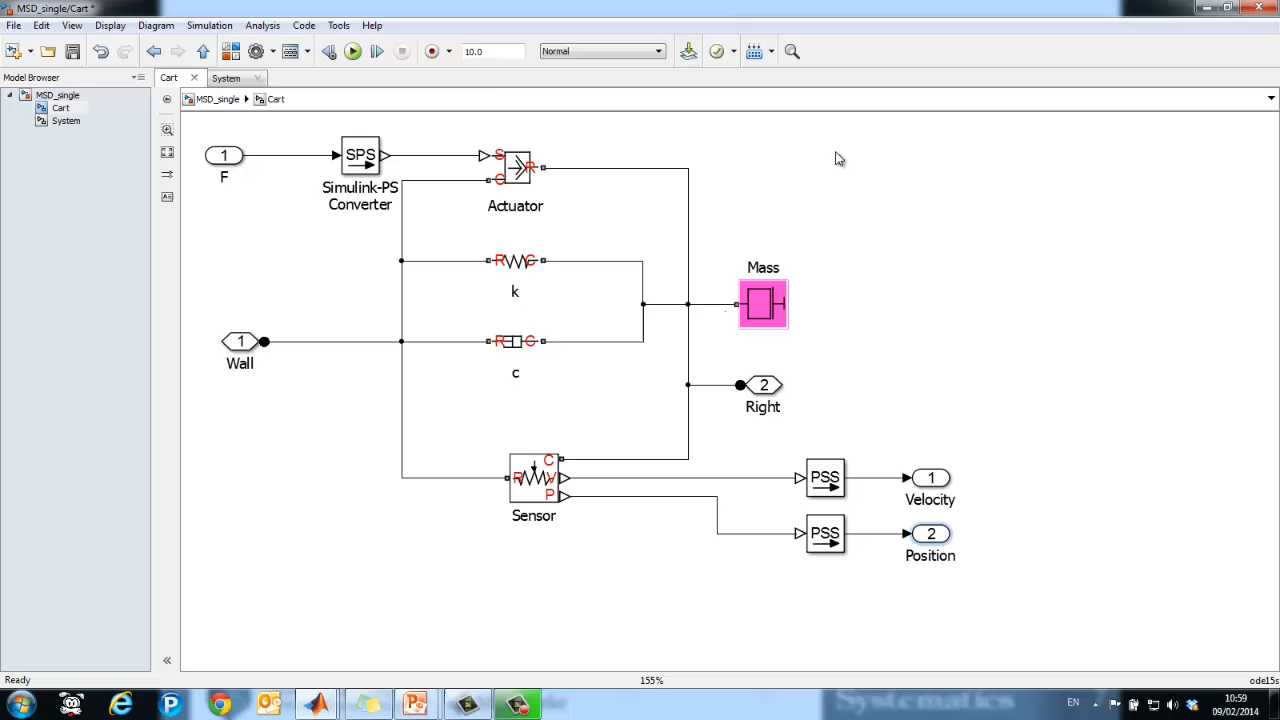 MSD_single/Cart *
File Edit View Display Diagram Simulation Analysis Code Tools Help
10.0
Normal
Model Browser
Cart
System
MSD_single
Cart
System
MSD_single Cart
1
F
SPS
Simulink-PS
Converter
S
C
R
Actuator
R
C
k
1
Wall
R
C
c
Mass
2
Right
R
C
V
P
Sensor
PSS
1
Velocity
PSS
2
Position
Ready
155%
ode15s
Systematics
EN
10:59
09/02/2014